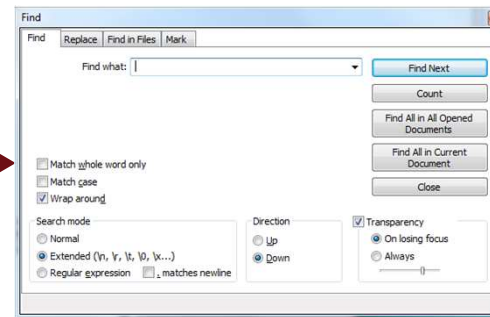 Find
Find Replace Find in Files Mark
Find what:
Find Next
Count
Find All in All Opened
Documents
Find All in Current
Document
Close
Match whole word only
Match case
Wrap around
Search mode
Normal
Extended (\n, \r, \t, \0, \x...)
Regular expression
. matches newline
Direction
Up
Down
Transparency
On losing focus
Always